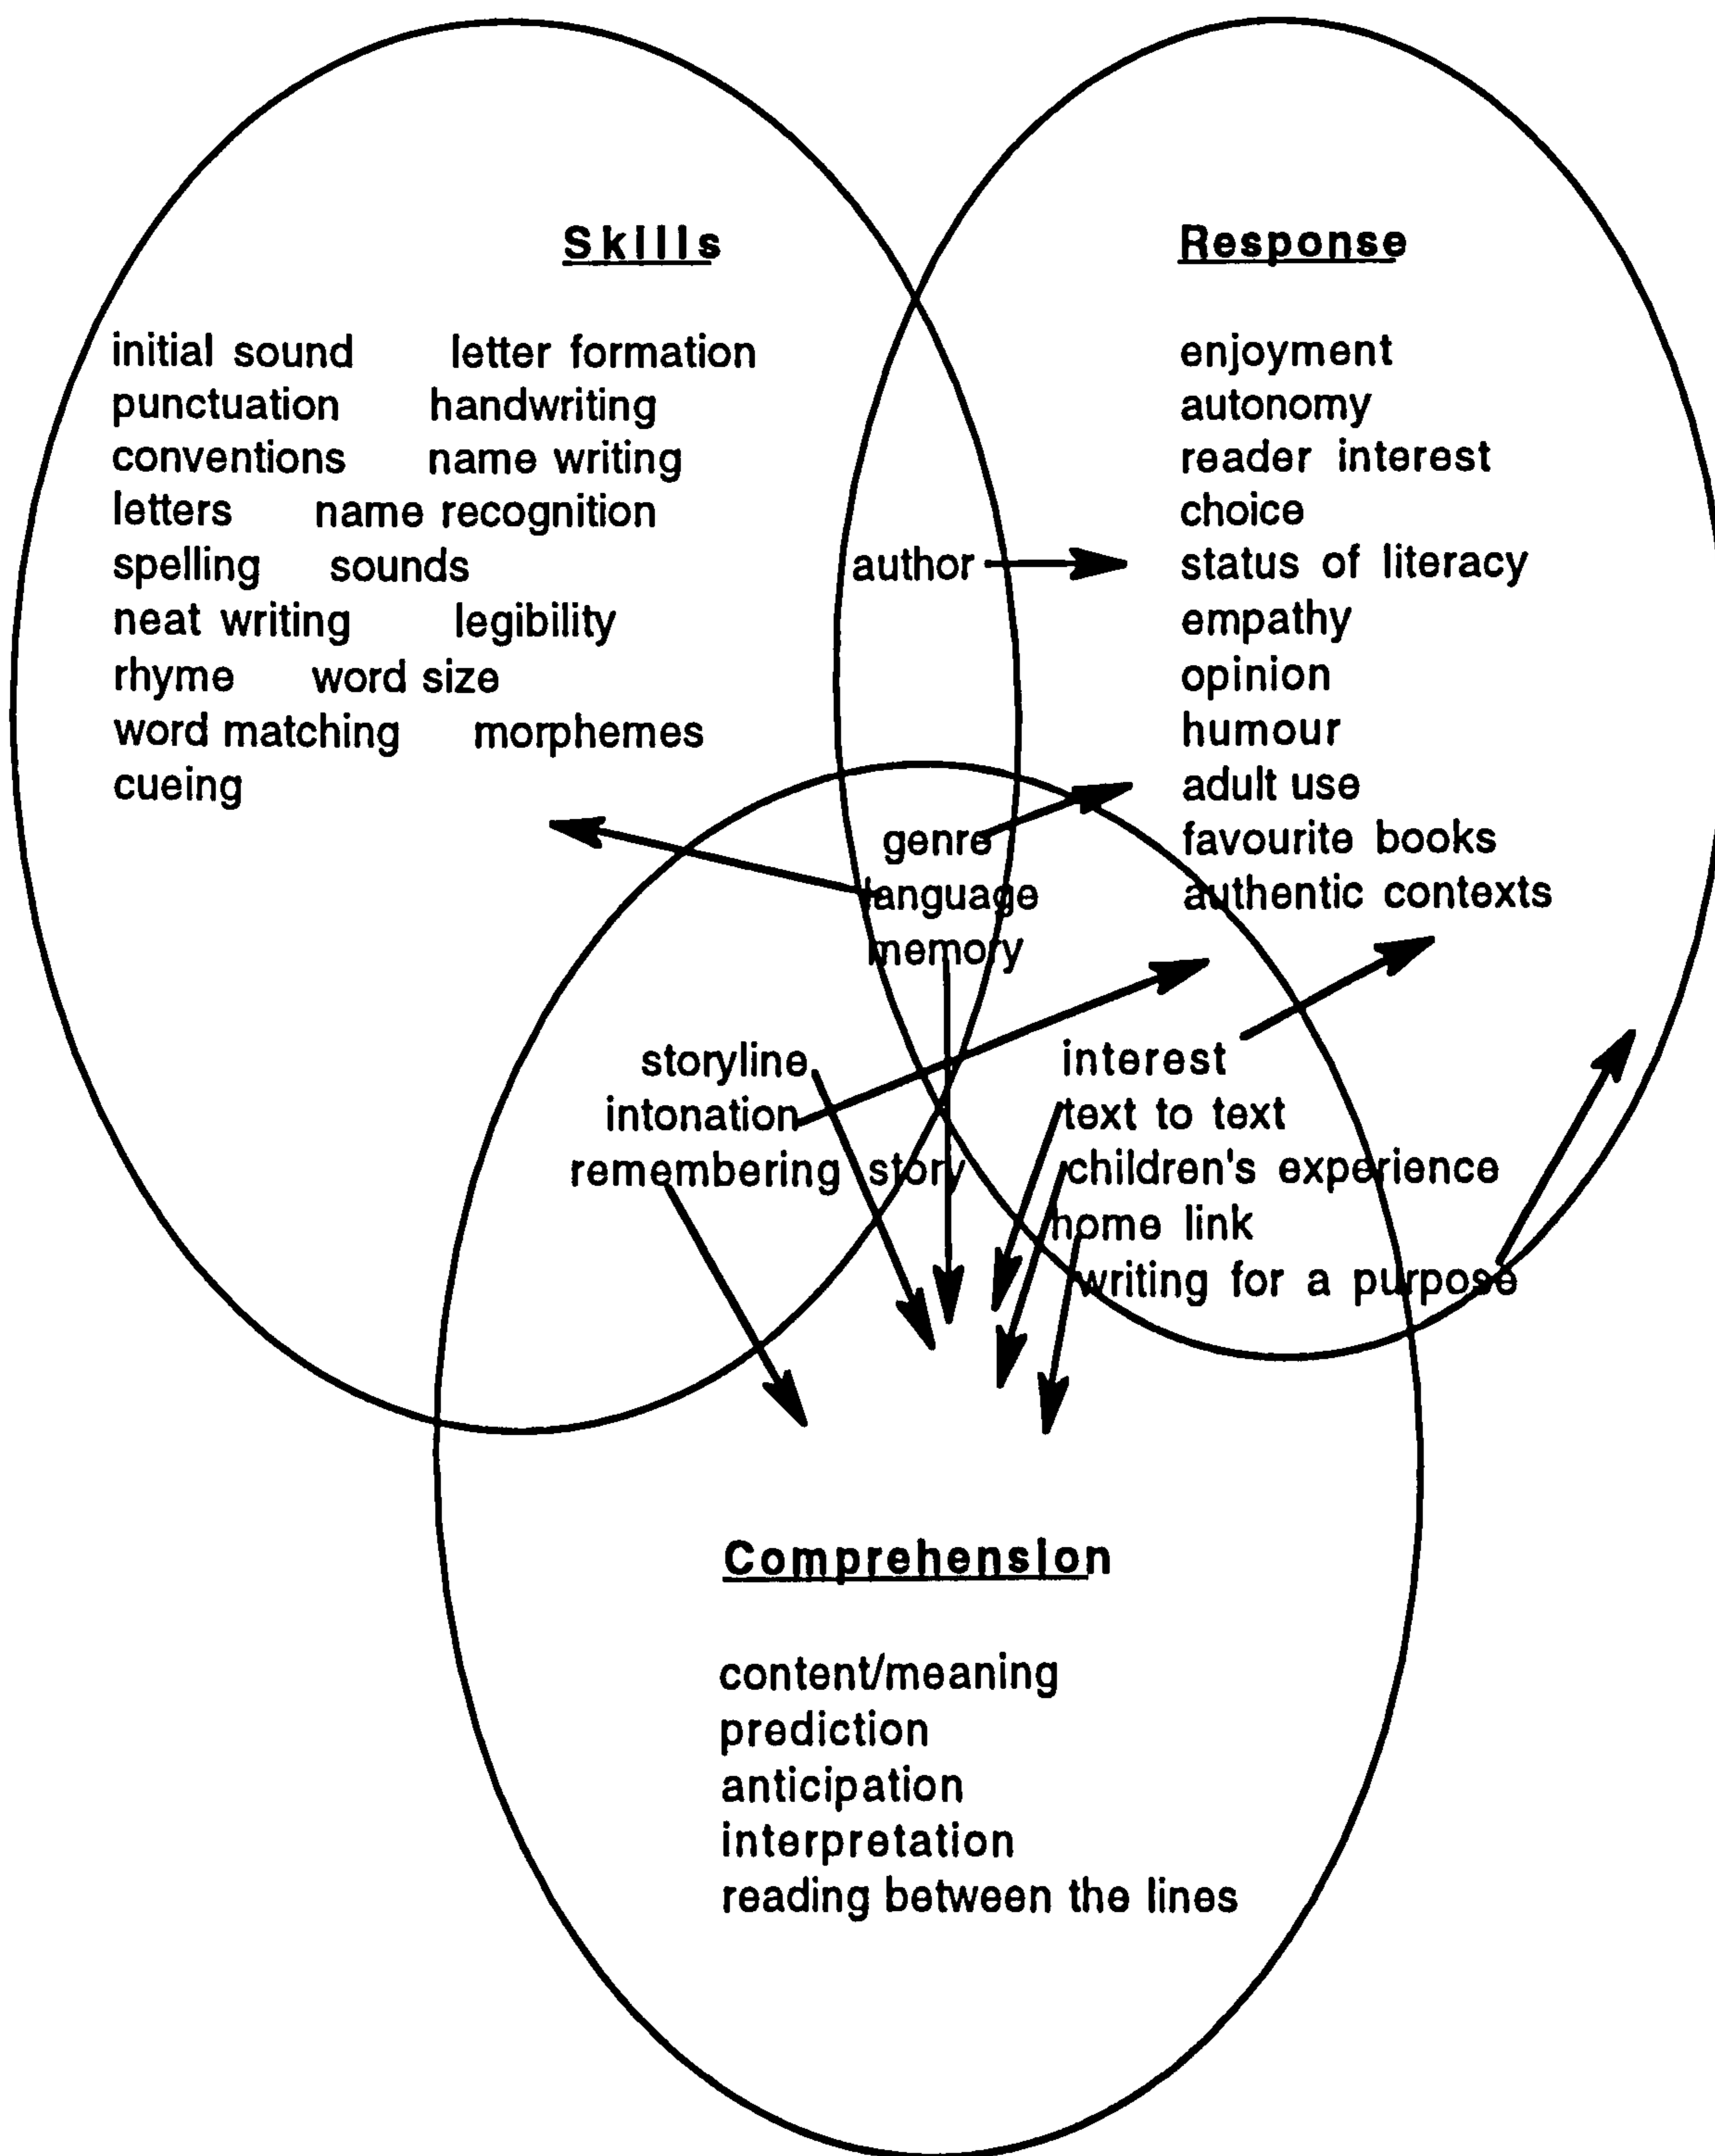 Skills
initial sound letter formation
punctuation handwriting
conventions name writing
letters name recognition
spelling sounds
neat writing legibility
rhyme word size
word matching morphemes
cueing
Response
enjoyment
autonomy
reader interest
choice
status of literacy
empathy
opinion
humour
adult use
favourite books
authentic contexts
author
genre
language
memory
storyline
intonation
remembering story
interest
text to text
children's experience
home link
writing for a purpose
Comprehension
content/meaning
prediction
anticipation
interpretation
reading between the lines